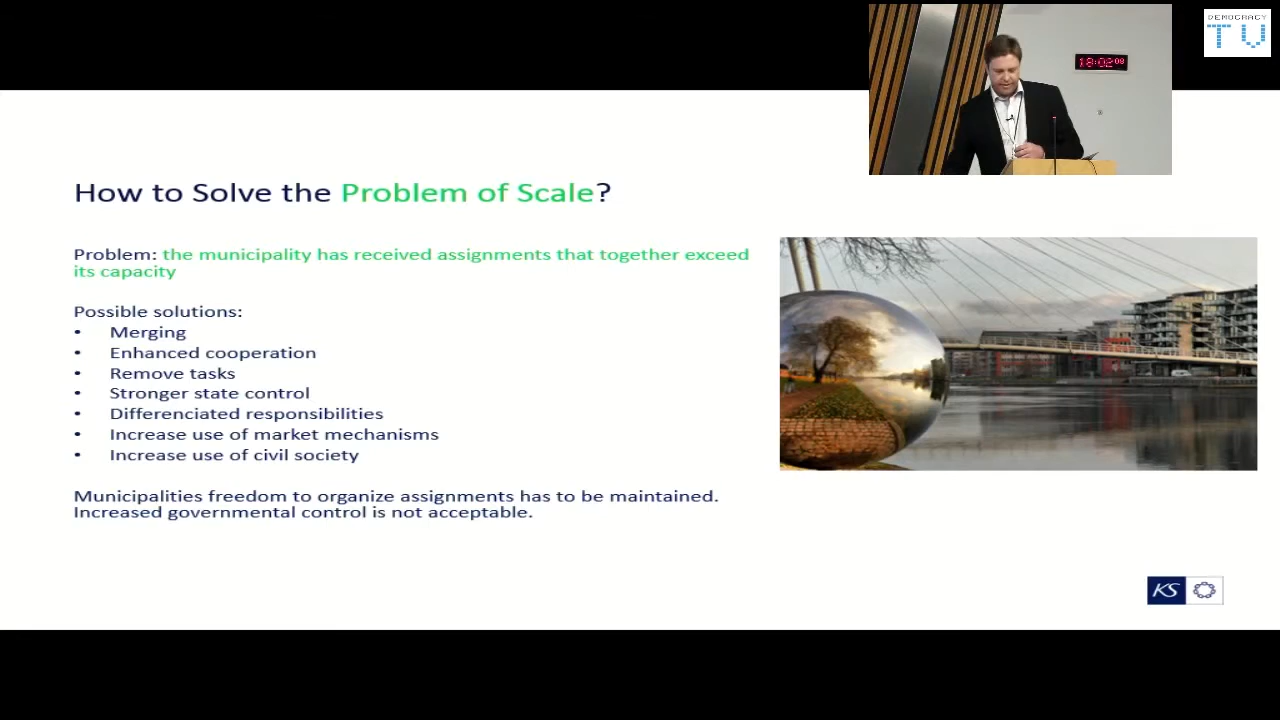 DEMOCRACY
TV
18:02:08
How to Solve the Problem of Scale?
Problem: the municipality has received assignments that together exceed
its capacity
Possible solutions:
• Merging
• Enhanced cooperation
• Remove tasks
• Stronger state control
• Differenciated responsibilities
• Increase use of market mechanisms
• Increase use of civil society
Municipalities freedom to organize assignments has to be maintained.
Increased governmental control is not acceptable.
KS